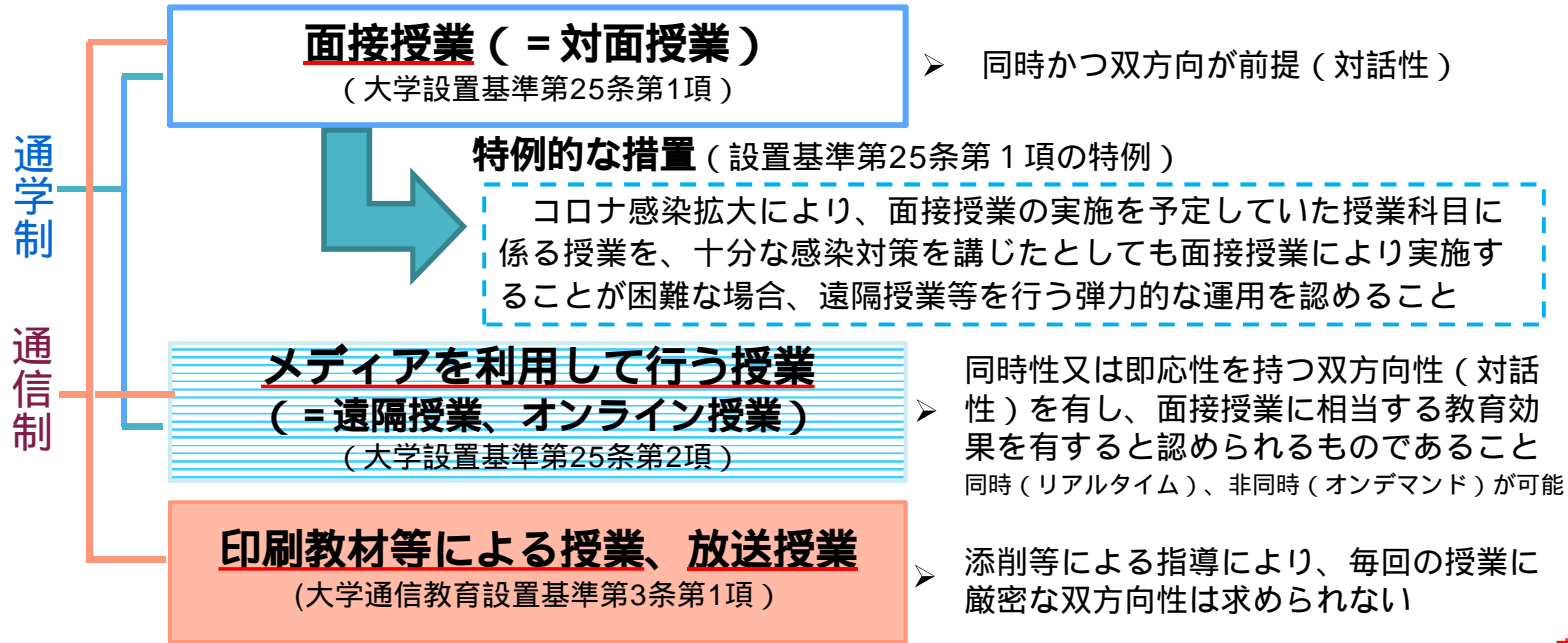 面接授業（＝対面授業）
（大学設置基準第25条第1項）
➢ 同時かつ双方向が前提（対話性）
通学制
特例的な措置（設置基準第25条第１項の特例）
コロナ感染拡大により、面接授業の実施を予定していた授業科目に
係る授業を、十分な感染対策を講じたとしても面接授業により実施す
ることが困難な場合、遠隔授業等を行う弾力的な運用を認めること
通信制
メディアを利用して行う授業
（＝遠隔授業、オンライン授業）
（大学設置基準第25条第2項）
➢ 同時性又は即応性を持つ双方向性（対話
性）を有し、面接授業に相当する教育効
果を有すると認められるものであること
同時（リアルタイム）、非同時（オンデマンド）が可能
印刷教材等による授業、放送授業
(大学通信教育設置基準第3条第1項）
➢ 添削等による指導により、毎回の授業に
厳密な双方向性は求められない